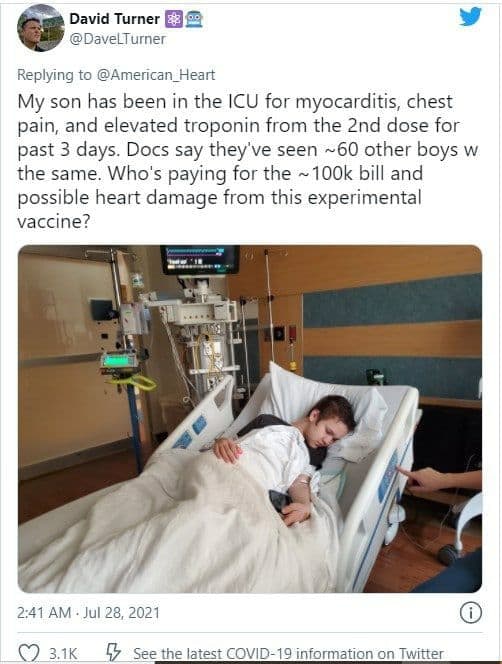 David Turner
@DaveLTurner
Replying to @American_Heart
My son has been in the ICU for myocarditis, chest
pain, and elevated troponin from the 2nd dose for
past 3 days. Docs say they've seen ~60 other boys w
the same. Who's paying for the ~100k bill and
possible heart damage from this experimental
vaccine?
2:41 AM · Jul 28, 2021
3.1K See the latest COVID-19 information on Twitter